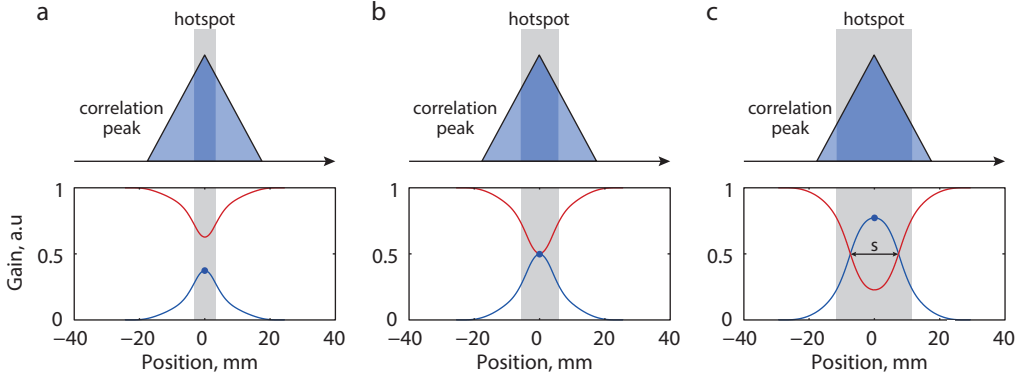 a
hotspot
correlation
peak
1
0.5
0
Gain, a.u
−40
−20
0
20
40
Position, mm
b
hotspot
correlation
peak
1
0.5
0
−40
−20
0
20
40
Position, mm
c
hotspot
correlation
peak
1
0.5
0
s
−40
−20
0
20
40
Position, mm